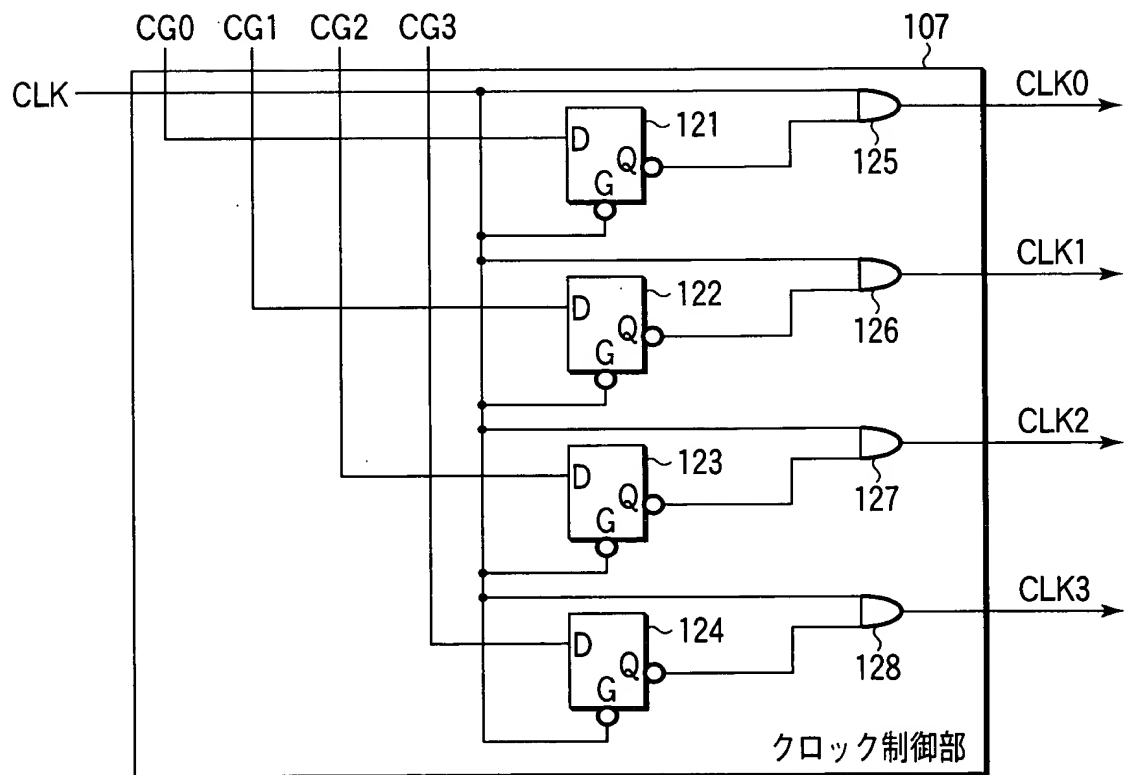 CG0 CG1 CG2 CG3 107
CLK
CLK0
D Q G 121
125
CLK1
D Q G 122
126
CLK2
D Q G 123
127
CLK3
D Q G 124
128
クロック制御部